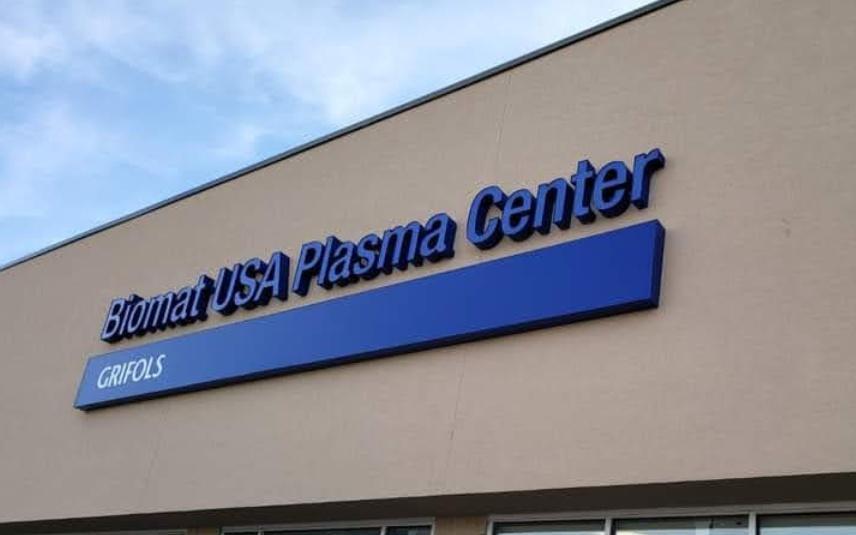 Biomat USA Plasma Center
GRIFOLS